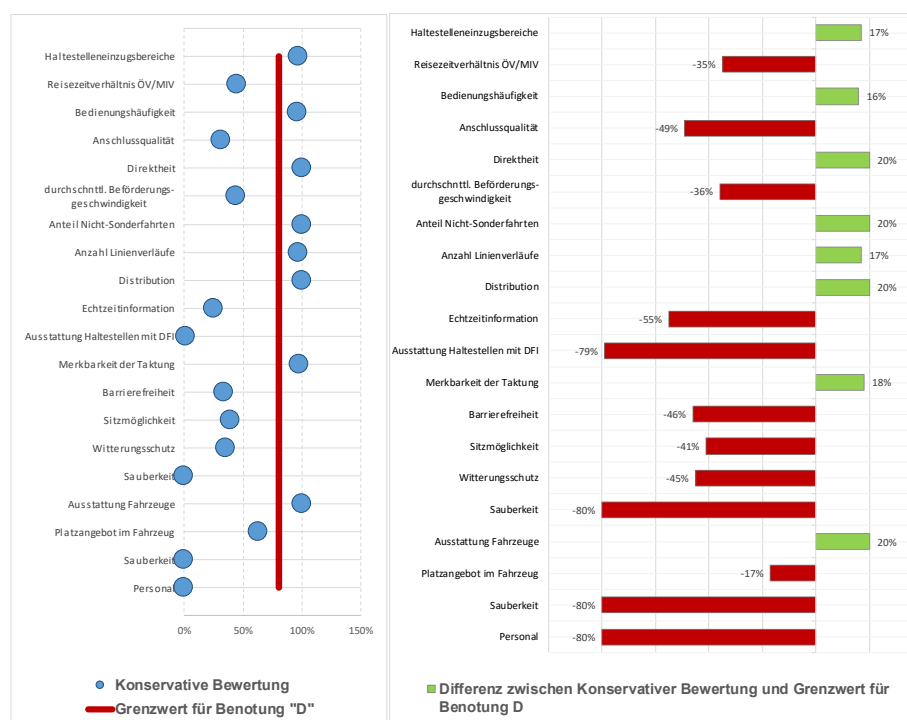 Haltestelleneinzugsbereiche
Reisezeitverhältnis ÖV/MIV
Bedienungshäufigkeit
Anschlussqualität
Direktheit
durchschnttl. Beförderungs-
geschwindigkeit
Anteil Nicht-Sonderfahrten
Anzahl Linienverläufe
Distribution
Echtzeitinformation
Ausstattung Haltestellen mit DFI
Merkbarkeit der Taktung
Barrierefreiheit
Sitzmöglichkeit
Witterungsschutz
Sauberkeit
Ausstattung Fahrzeuge
Platzangebot im Fahrzeug
Sauberkeit
Personal
0% 50% 100% 150%
Konservative Bewertung
Grenzwert für Benotung "D"
Haltestelleneinzugsbereiche 17%
Reisezeitverhältnis ÖV/MIV -35%
Bedienungshäufigkeit 16%
Anschlussqualität -49%
Direktheit 20%
durchschnttl. Beförderungs-
geschwindigkeit -36%
Anteil Nicht-Sonderfahrten 20%
Anzahl Linienverläufe 17%
Distribution 20%
Echtzeitinformation -55%
Ausstattung Haltestellen mit DFI -79%
Merkbarkeit der Taktung 18%
Barrierefreiheit -46%
Sitzmöglichkeit -41%
Witterungsschutz -45%
Sauberkeit -80%
Ausstattung Fahrzeuge 20%
Platzangebot im Fahrzeug -17%
Sauberkeit -80%
Personal -80%
Differenz zwischen Konservativer Bewertung und Grenzwert für
Benotung D